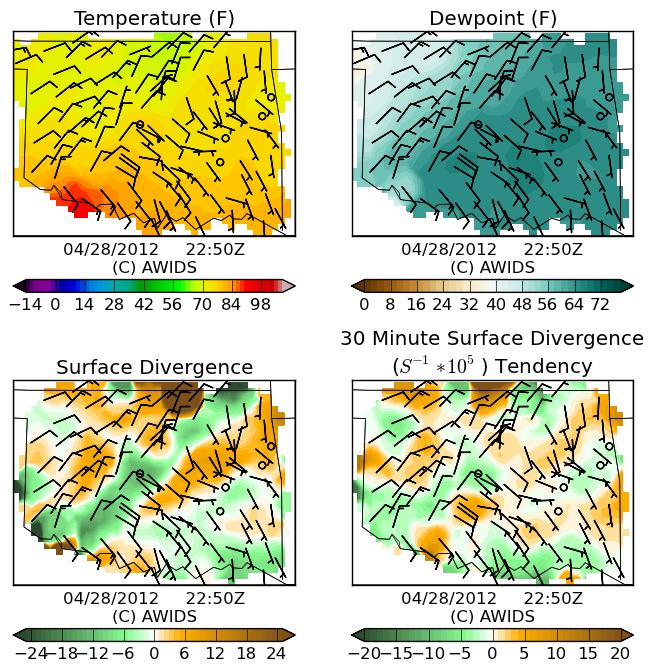 Temperature (F)
Dewpoint (F)
04/28/2012 22:50Z
(C) AWIDS
04/28/2012 22:50Z
(C) AWIDS
−14 0 14 28 42 56 70 84 98
0 8 16 24 32 40 48 56 64 72
Surface Divergence
30 Minute Surface Divergence
(S⁻¹ *10⁵ ) Tendency
04/28/2012 22:50Z
(C) AWIDS
04/28/2012 22:50Z
(C) AWIDS
−24 −18 −12 −6 0 6 12 18 24
−20 −15 −10 −5 0 5 10 15 20